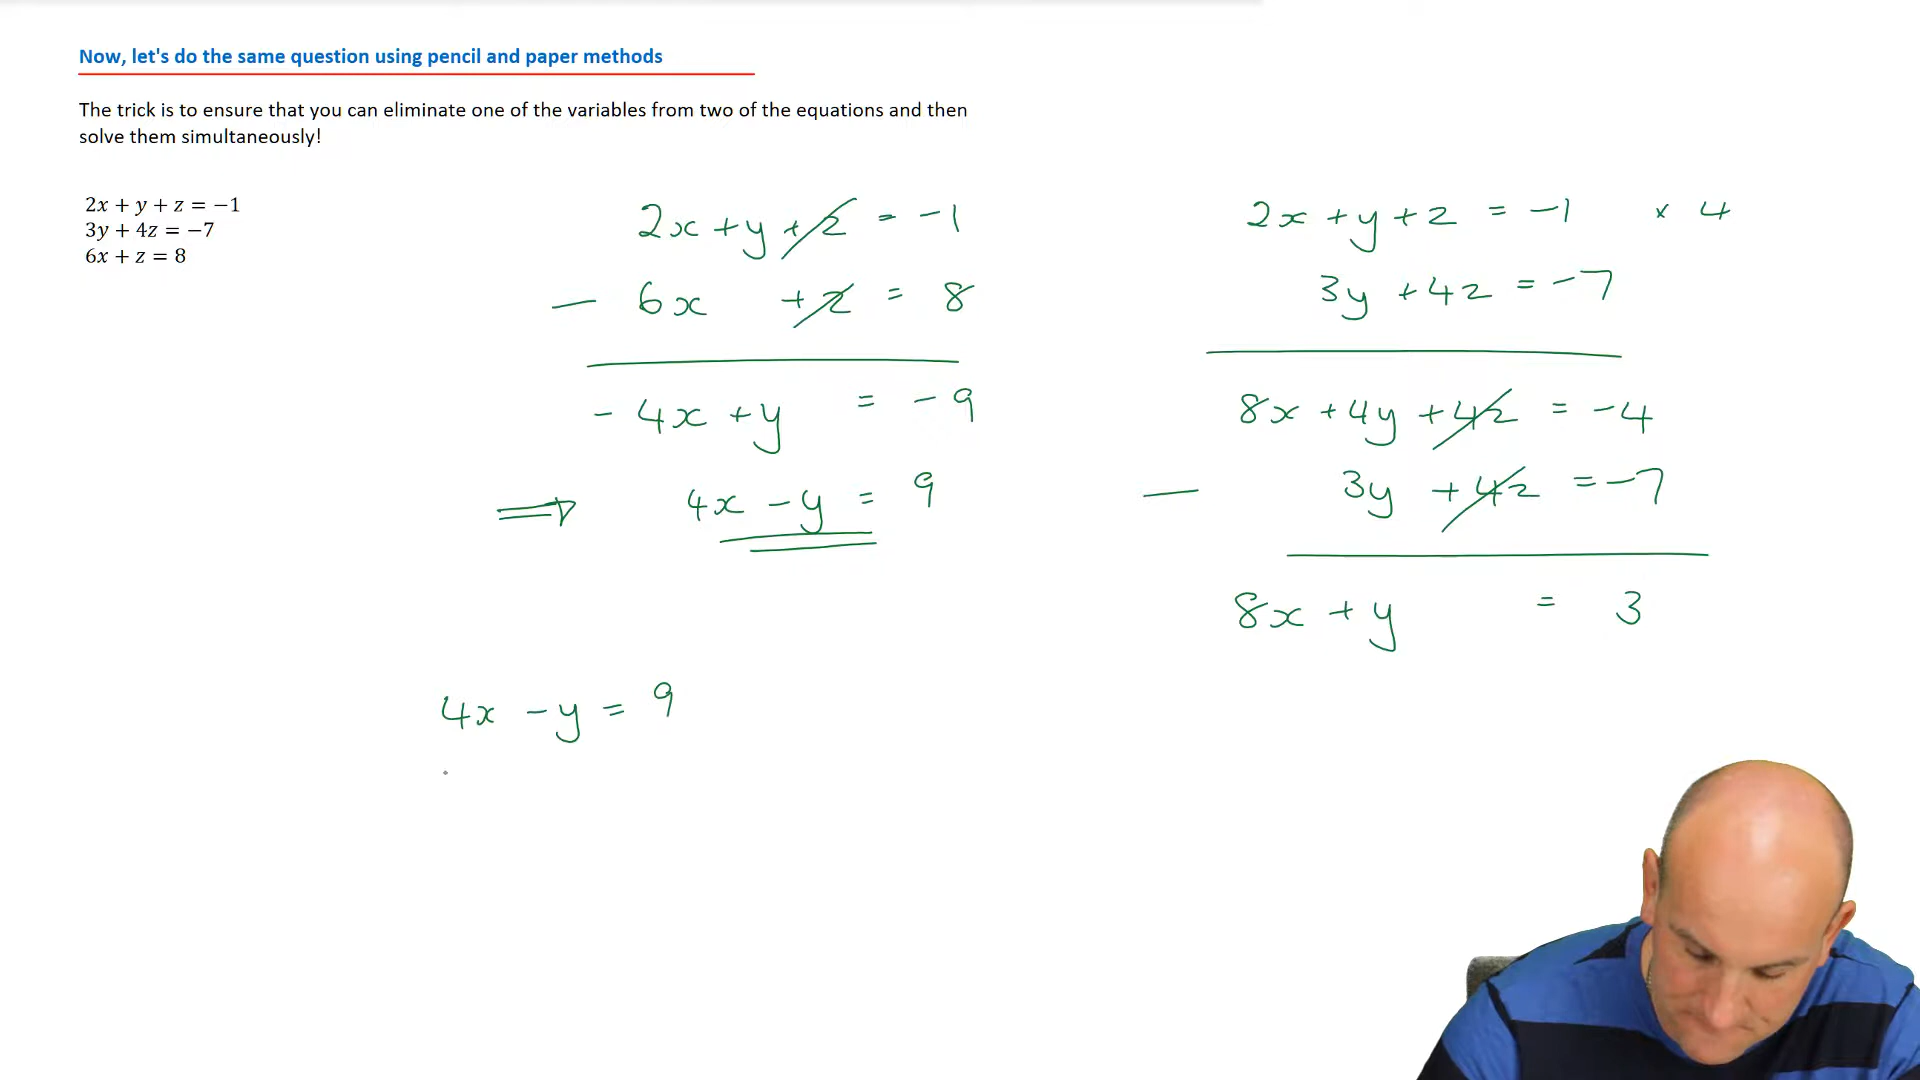 Now, let's do the same question using pencil and paper methods
The trick is to ensure that you can eliminate one of the variables from two of the equations and then
solve them simultaneously!
2x + y + z = −1
3y + 4z = −7
6x + z = 8
2x + y + z = -1
— 6x + z = 8
- 4x + y = - 9
⟹ 4x - y = 9
2x + y + z = -1 × 4
3y + 4z = -7
8x + 4y + 4z = -4
— 3y + 4z = -7
8x + y = 3
4x - y = 9